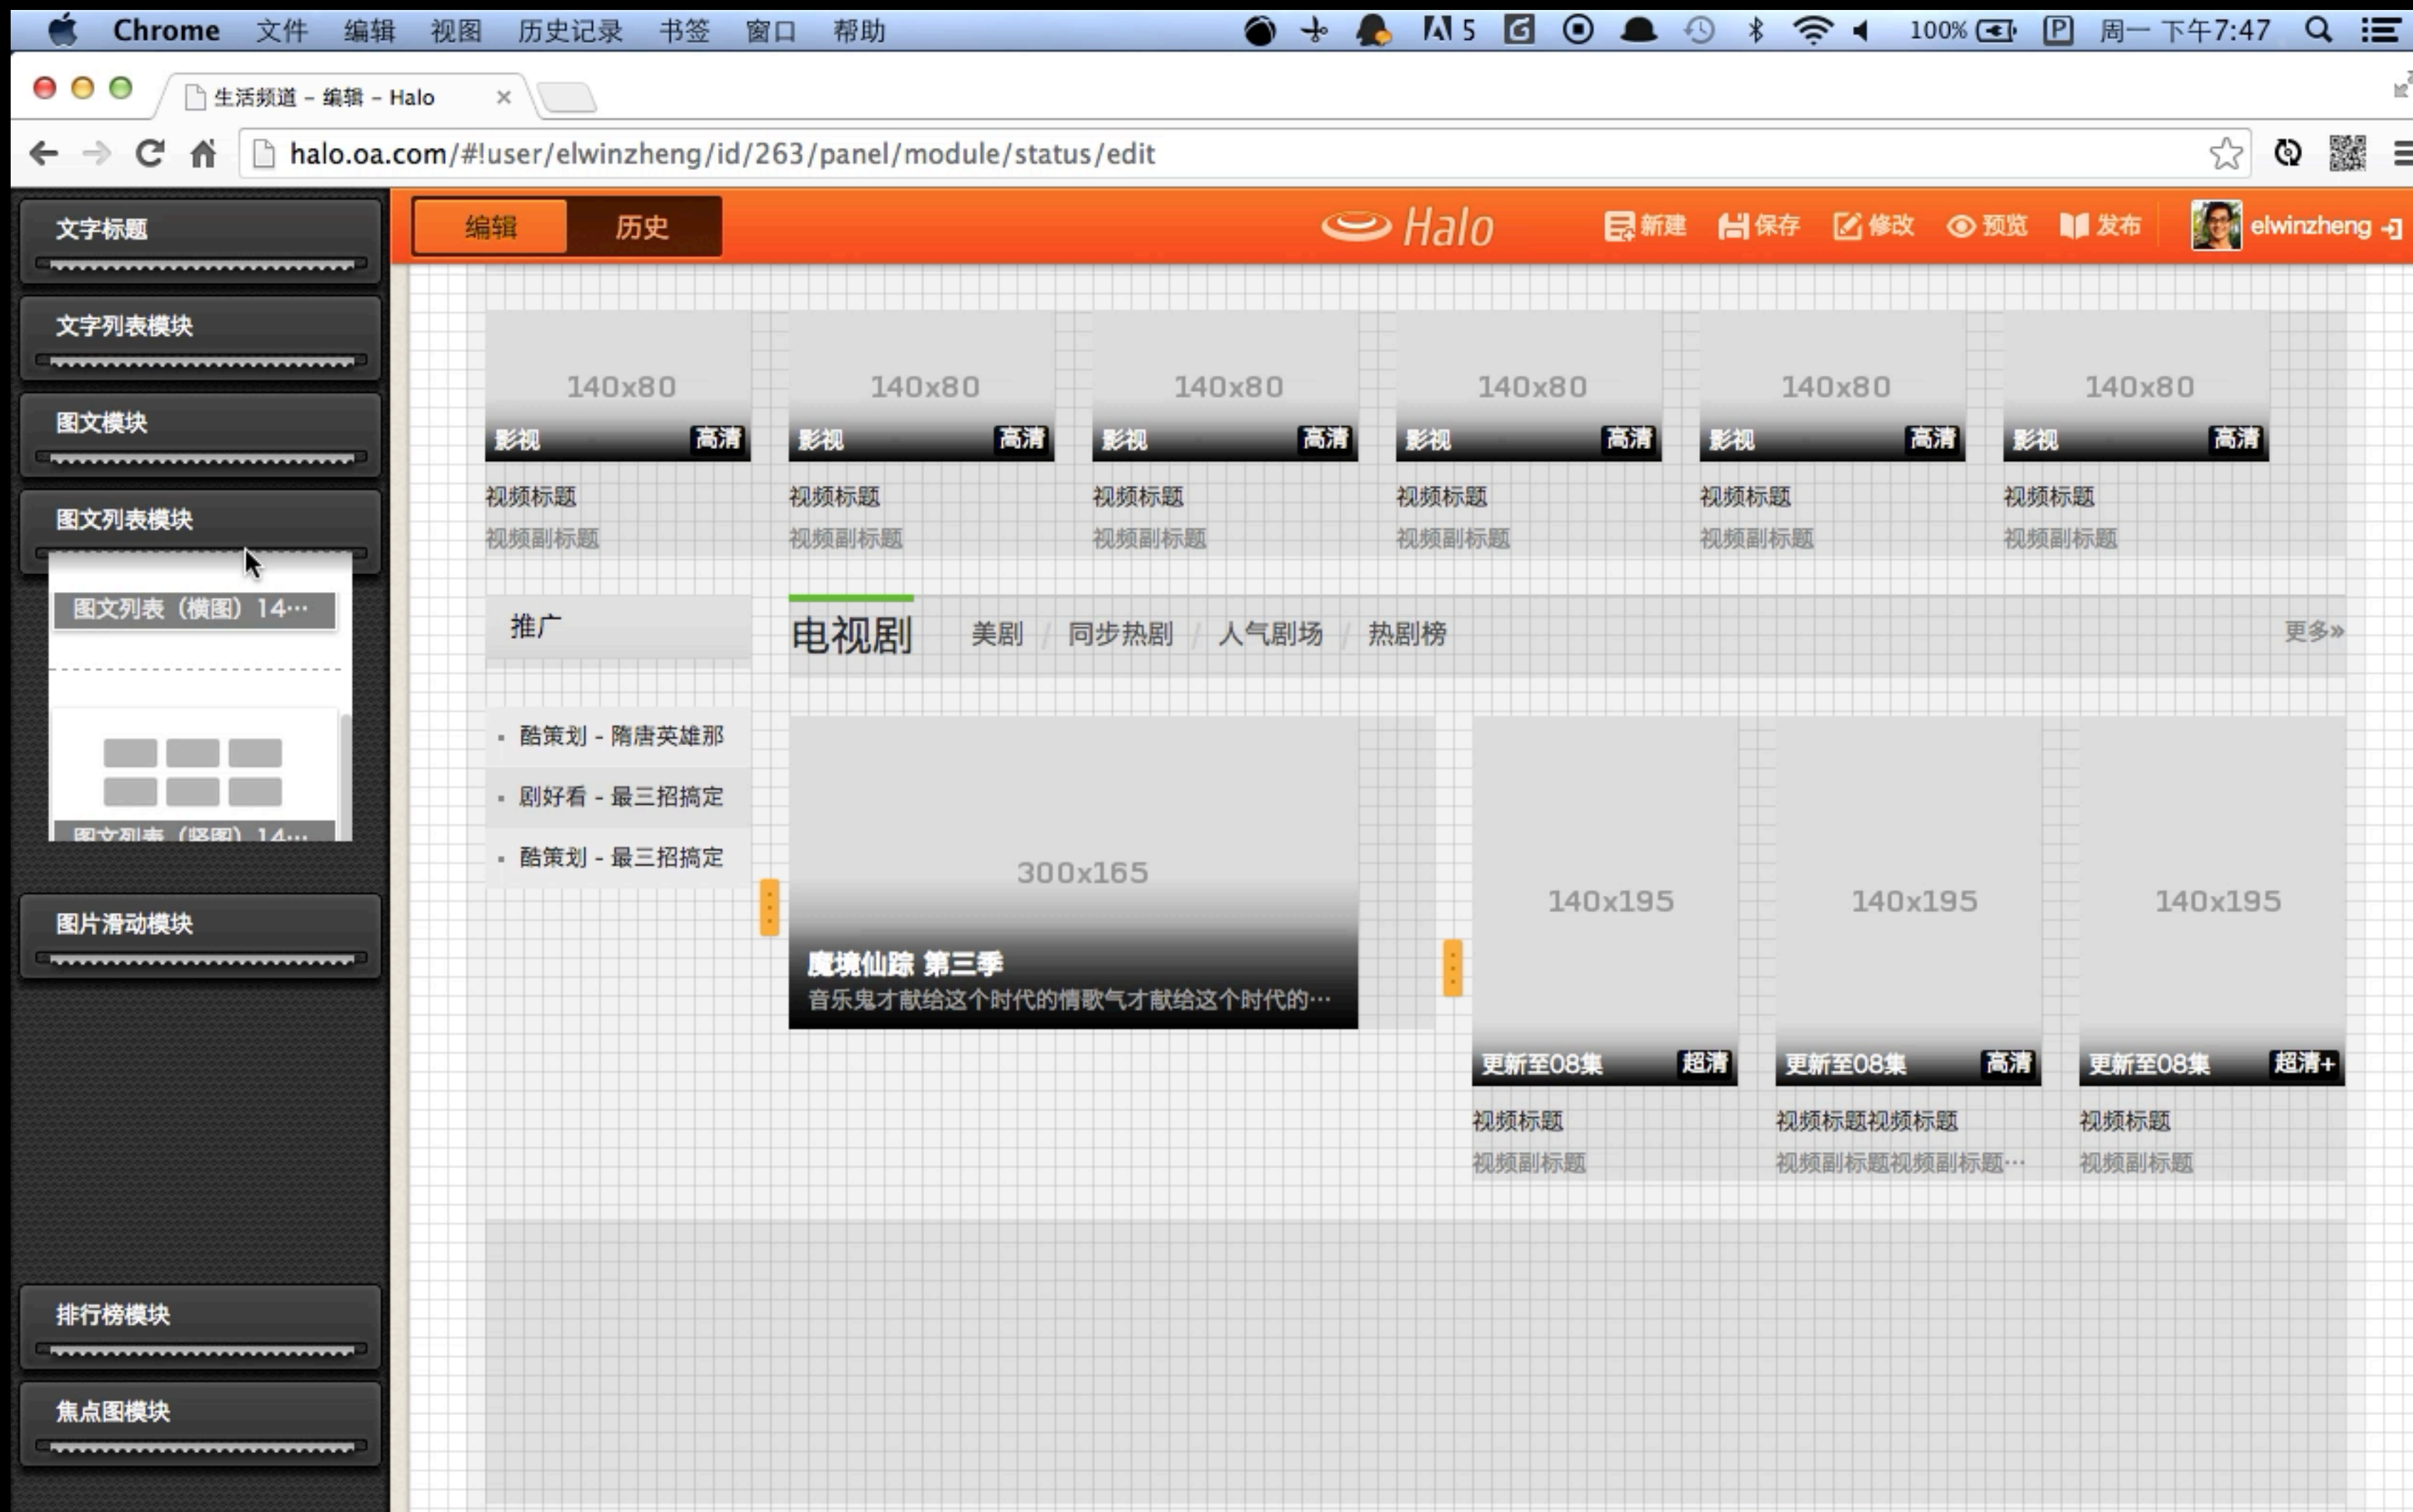 Chrome 文件 编辑 视图 历史记录 书签 窗口 帮助 5 100% P 周一 下午7:47
生活频道 – 编辑 – Halo
halo.oa.com/#!user/elwinzheng/id/263/panel/module/status/edit
编辑 历史 Halo 新建 保存 修改 预览 发布 elwinzheng
文字标题
文字列表模块
图文模块
图文列表模块
图文列表（横图）14…
图文列表（竖图）14…
图片滑动模块
排行榜模块
焦点图模块
140x80 140x80 140x80 140x80 140x80 140x80
影视 高清 影视 高清 影视 高清 影视 高清 影视 高清 影视 高清
视频标题 视频标题 视频标题 视频标题 视频标题 视频标题
视频副标题 视频副标题 视频副标题 视频副标题 视频副标题 视频副标题
推广
电视剧 美剧 / 同步热剧 / 人气剧场 / 热剧榜 更多»
酷策划 - 隋唐英雄那
剧好看 - 最三招搞定
酷策划 - 最三招搞定
300x165
魔境仙踪 第三季
音乐鬼才献给这个时代的情歌气才献给这个时代的…
140x195 140x195 140x195
更新至08集 超清 更新至08集 高清 更新至08集 超清+
视频标题 视频标题视频标题 视频标题
视频副标题 视频副标题视频副标题… 视频副标题